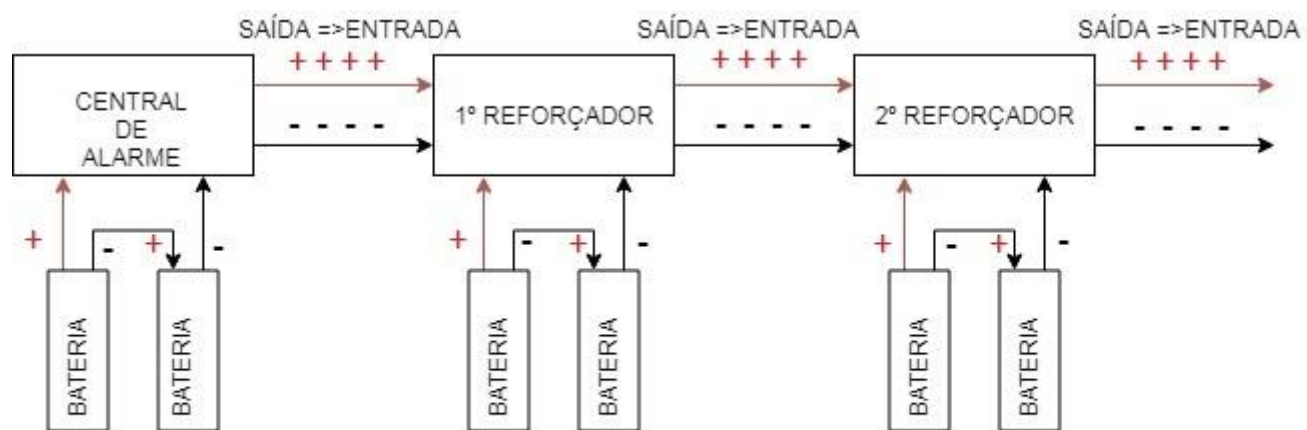 SAÍDA =>ENTRADA
SAÍDA =>ENTRADA
SAÍDA =>ENTRADA
+ + + +
+ + + +
+ + + +
CENTRAL
DE
ALARME
1º REFORÇADOR
2º REFORÇADOR
- - - -
- - - -
- - - -
+ - + -
+ - + -
+ - + -
BATERIA
BATERIA
BATERIA
BATERIA
BATERIA
BATERIA